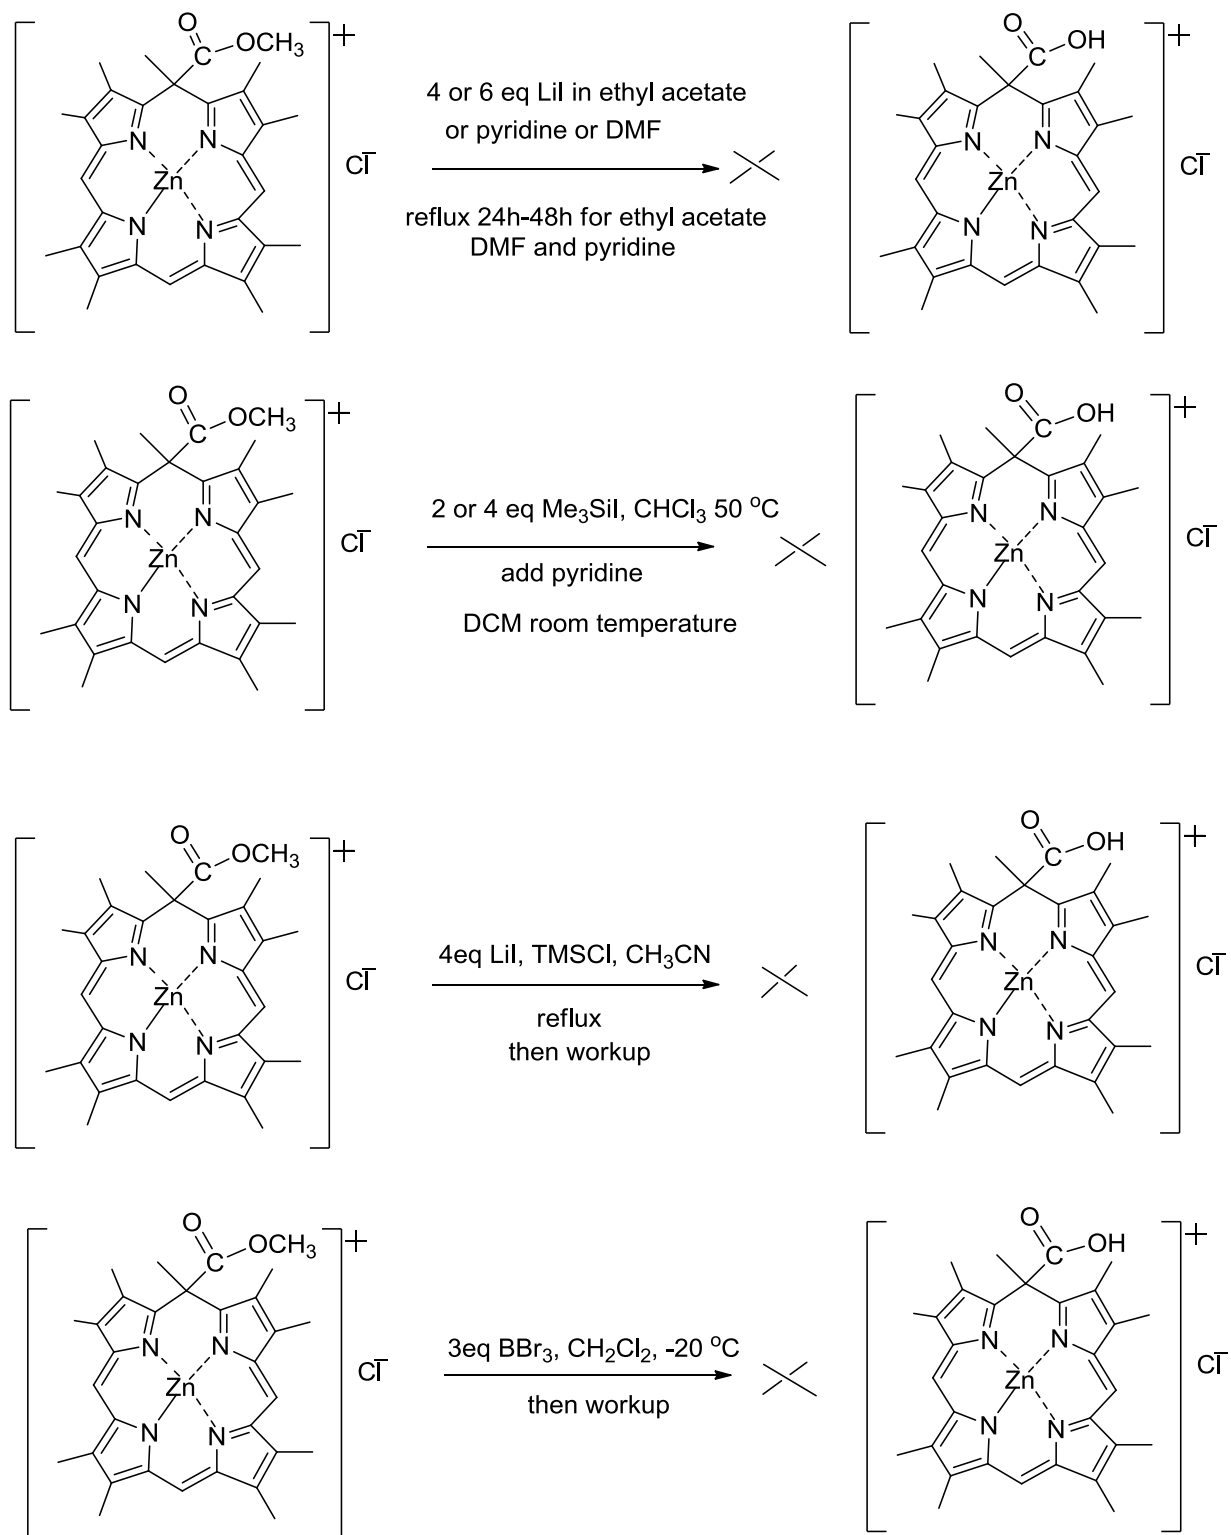 O
C
OCH3
+
4 or 6 eq LiI in ethyl acetate
or pyridine or DMF
N
N
Zn
N
N
Cl-
reflux 24h-48h for ethyl acetate
DMF and pyridine
O
C
OH
+
N
N
Zn
N
N
Cl-
O
C
OCH3
+
2 or 4 eq Me3SiI, CHCl3 50 oC
add pyridine
DCM room temperature
N
N
Zn
N
N
Cl-
O
C
OH
+
N
N
Zn
N
N
Cl-
O
C
OCH3
+
4eq LiI, TMSCl, CH3CN
reflux
then workup
N
N
Zn
N
N
Cl-
O
C
OH
+
N
N
Zn
N
N
Cl-
O
C
OCH3
+
3eq BBr3, CH2Cl2, -20 oC
then workup
N
N
Zn
N
N
Cl-
O
C
OH
+
N
N
Zn
N
N
Cl-